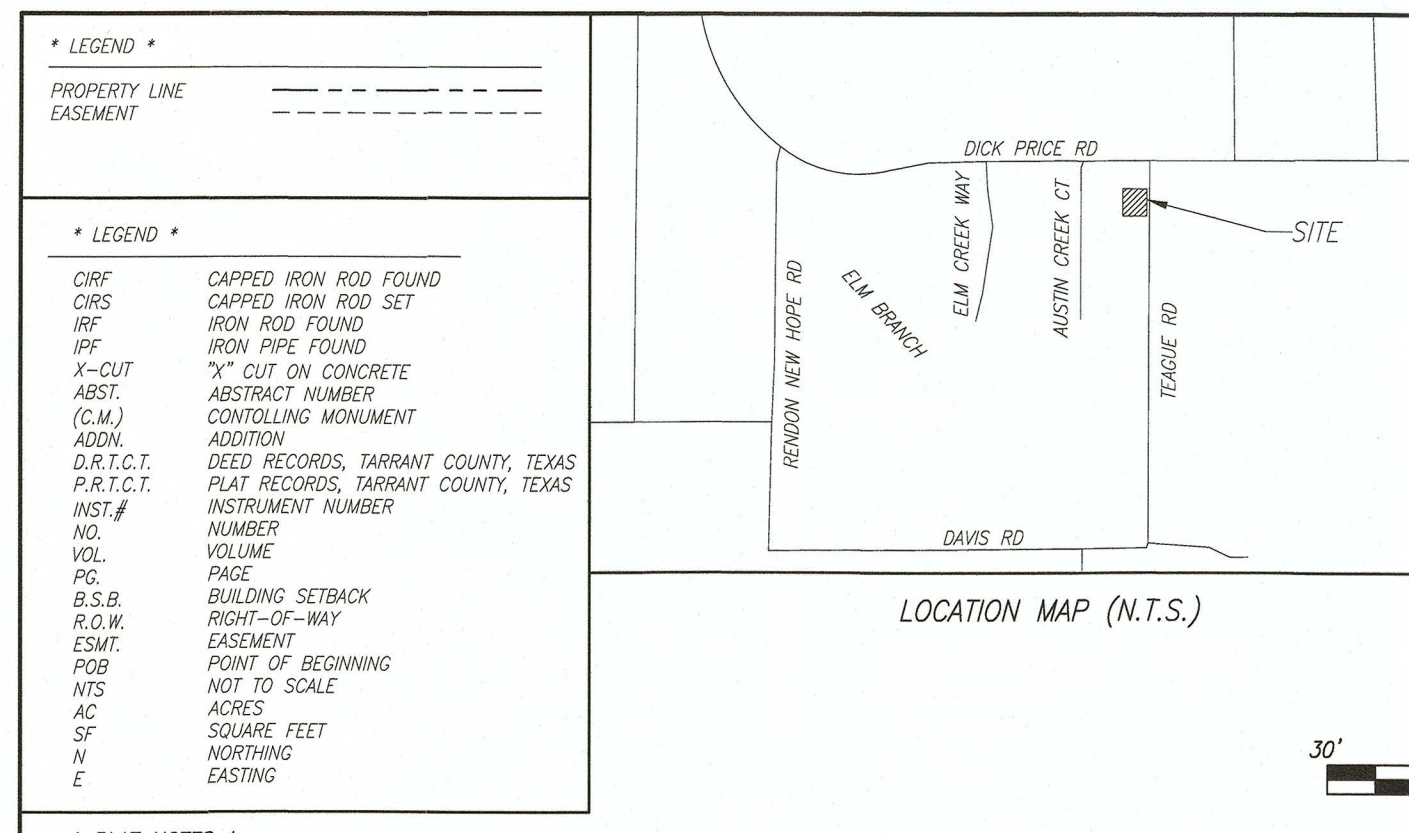 * LEGEND *
PROPERTY LINE
EASEMENT
* LEGEND *
CIRF CAPPED IRON ROD FOUND
CIRS CAPPED IRON ROD SET
IRF IRON ROD FOUND
IPF IRON PIPE FOUND
X-CUT "X" CUT ON CONCRETE
ABST. ABSTRACT NUMBER
(C.M.) CONTOLLING MONUMENT
ADDN. ADDITION
D.R.T.C.T. DEED RECORDS, TARRANT COUNTY, TEXAS
P.R.T.C.T. PLAT RECORDS, TARRANT COUNTY, TEXAS
INST.# INSTRUMENT NUMBER
NO. NUMBER
VOL. VOLUME
PG. PAGE
B.S.B. BUILDING SETBACK
R.O.W. RIGHT-OF-WAY
ESMT. EASEMENT
POB POINT OF BEGINNING
NTS NOT TO SCALE
AC ACRES
SF SQUARE FEET
N NORTHING
E EASTING
DICK PRICE RD
ELM CREEK WAY
AUSTIN CREEK CT
SITE
RENDON NEW HOPE RD
ELM BRANCH
TEAGUE RD
DAVIS RD
LOCATION MAP (N.T.S.)
30'